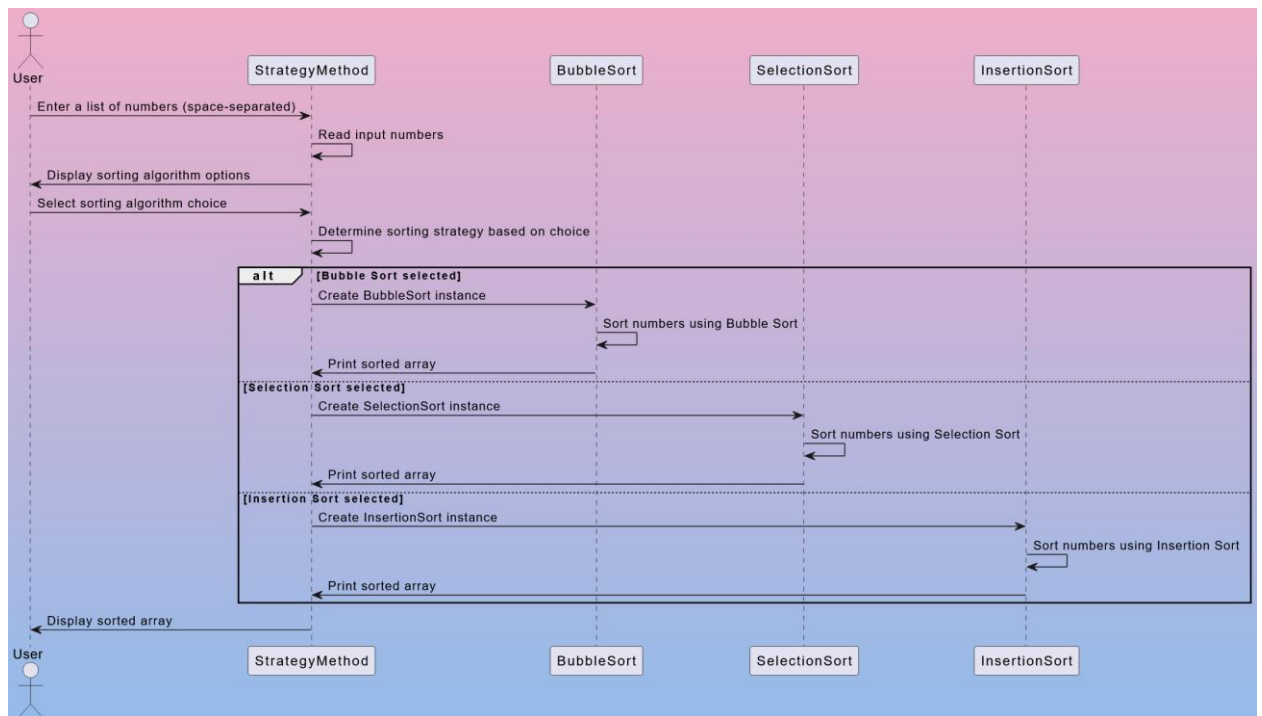 User
StrategyMethod
BubbleSort
SelectionSort
InsertionSort
Enter a list of numbers (space-separated)
Read input numbers
Display sorting algorithm options
Select sorting algorithm choice
Determine sorting strategy based on choice
alt [Bubble Sort selected]
Create BubbleSort instance
Sort numbers using Bubble Sort
Print sorted array
[Selection Sort selected]
Create SelectionSort instance
Sort numbers using Selection Sort
Print sorted array
[Insertion Sort selected]
Create InsertionSort instance
Sort numbers using Insertion Sort
Print sorted array
Display sorted array
User
StrategyMethod
BubbleSort
SelectionSort
InsertionSort